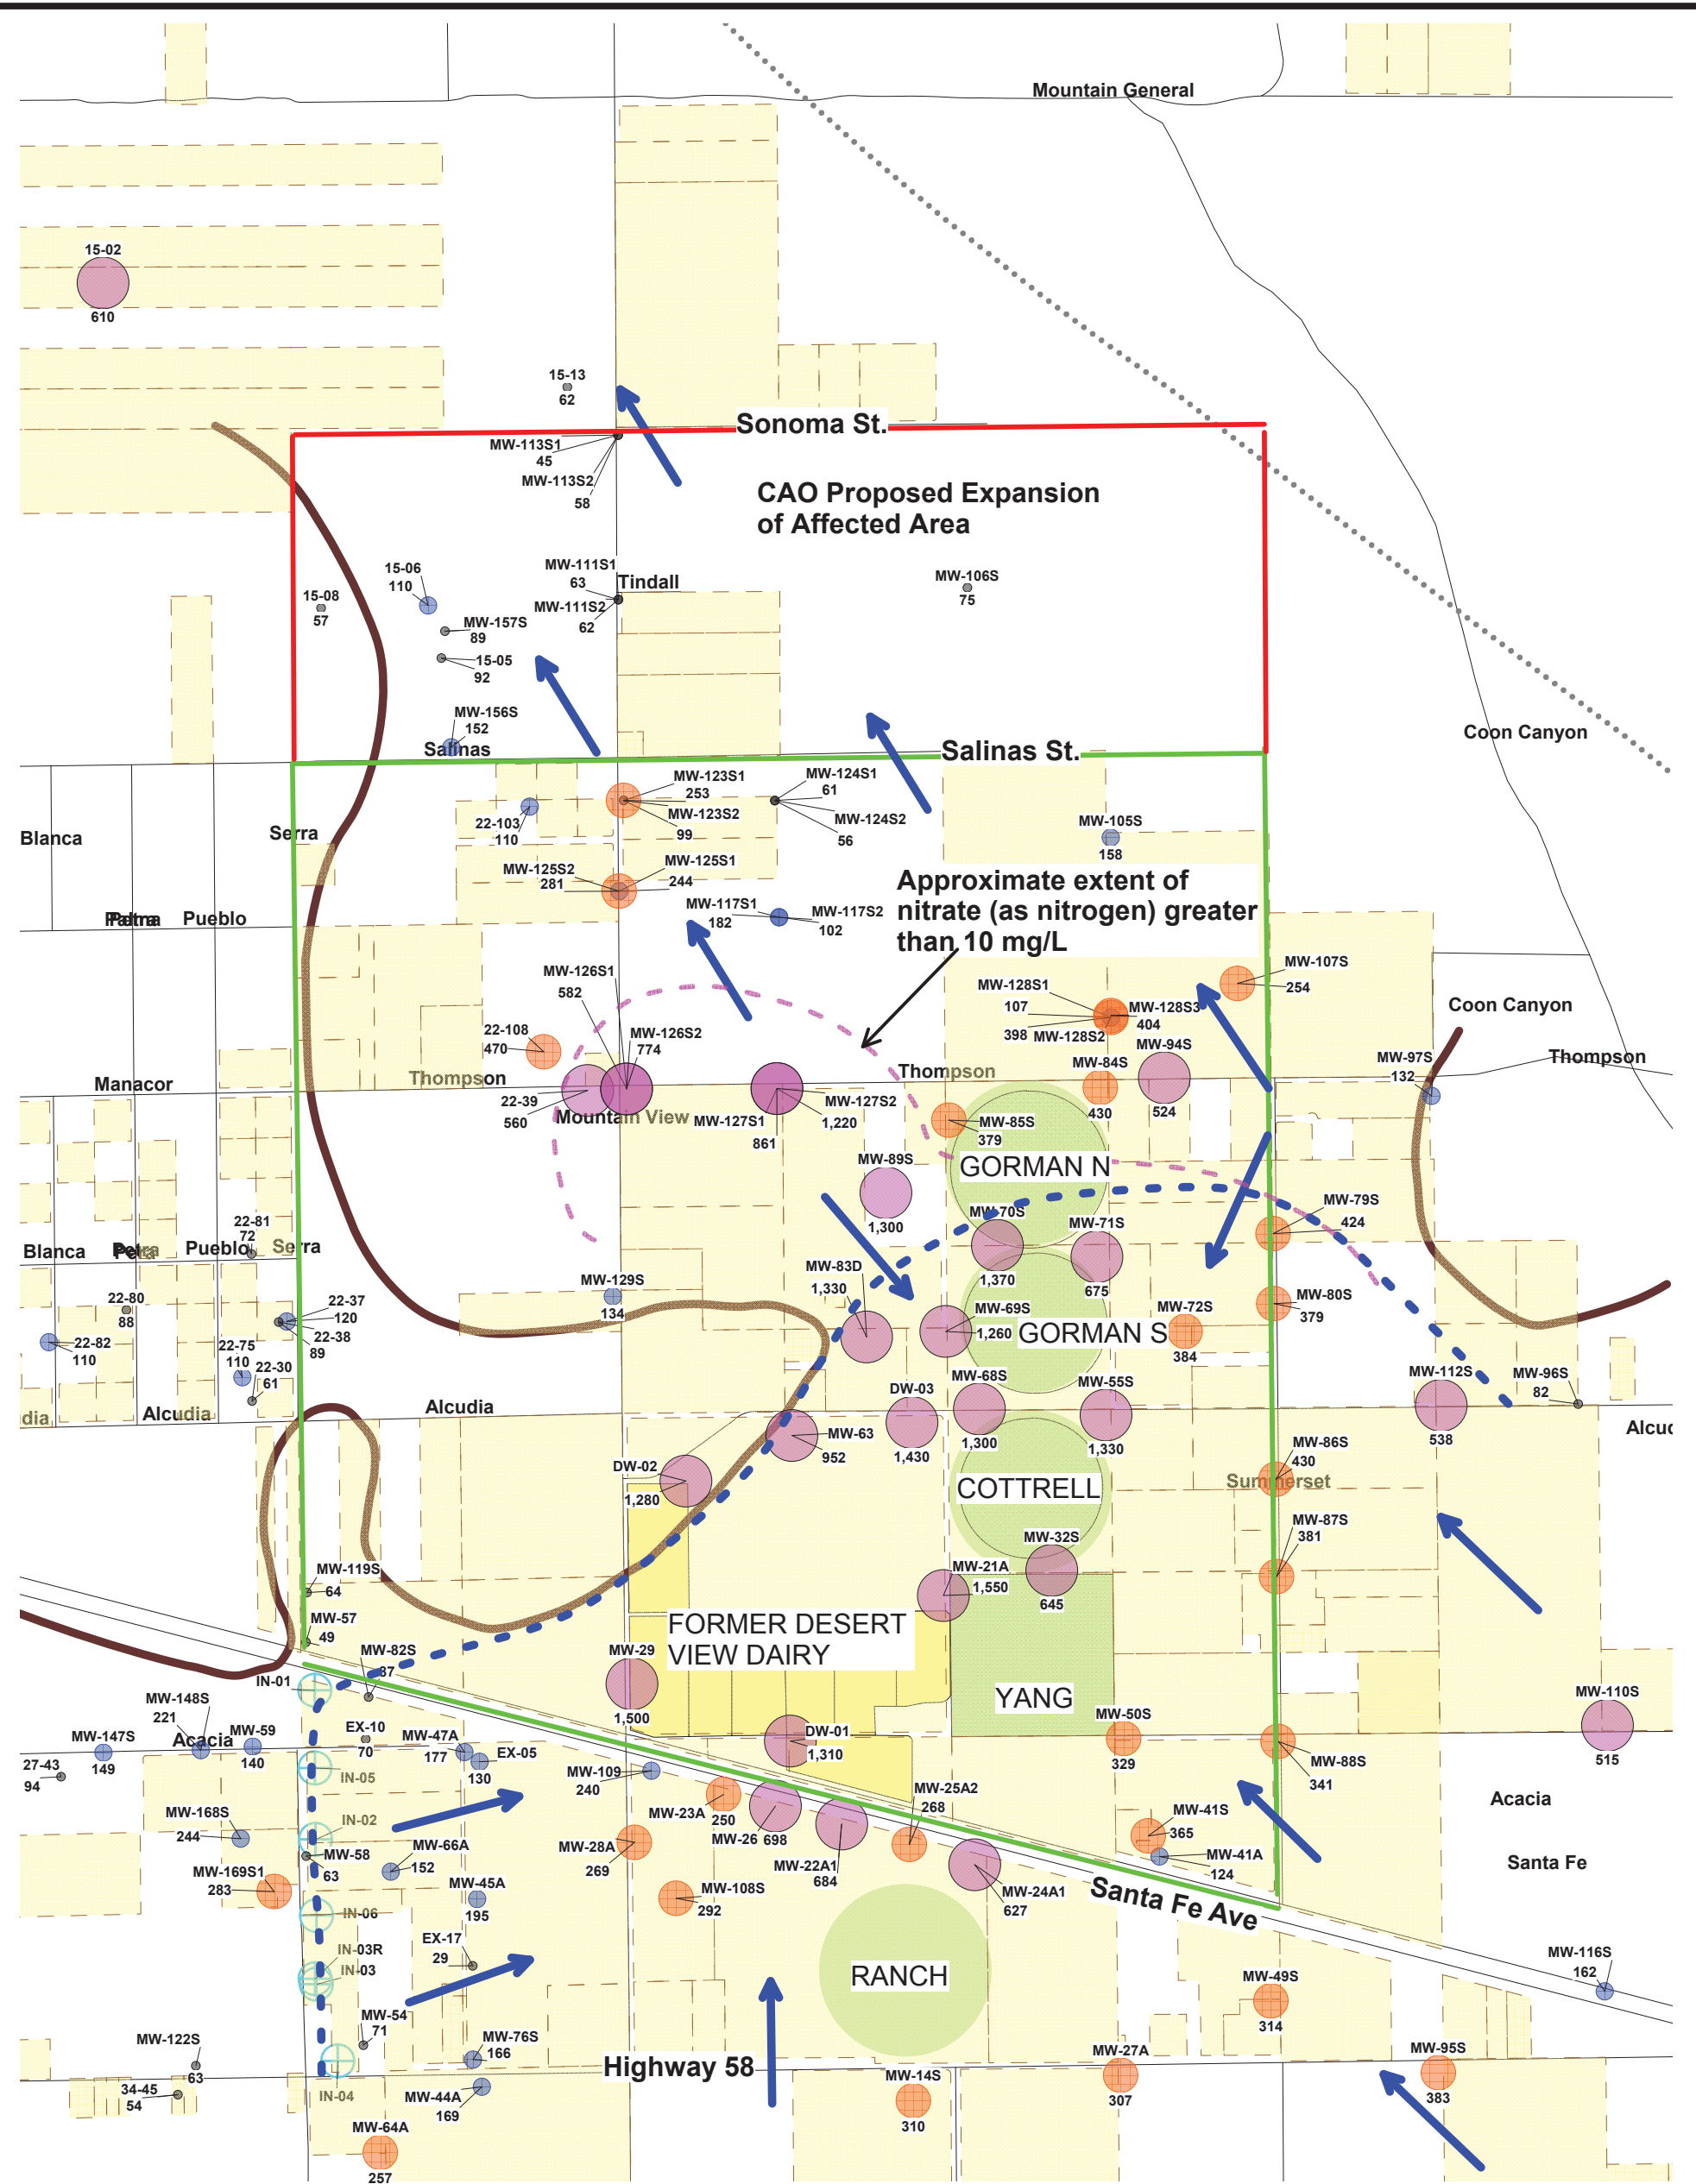 Mountain General
15-02
610
15-13
62
Sonoma St.
MW-113S1
45
MW-113S2
58
CAO Proposed Expansion
of Affected Area
15-06
110
15-08
57
MW-157S
89
15-05
92
MW-111S1
63
Tindall
MW-111S2
62
MW-106S
75
MW-156S
152
Salinas
Salinas St.
Coon Canyon
MW-123S1
253
MW-123S2
99
MW-124S1
61
MW-124S2
56
22-103
110
Blanca
Serra
MW-105S
158
MW-125S2
281
MW-125S1
244
Approximate extent of
nitrate (as nitrogen) greater
than 10 mg/L
MW-117S1
182
MW-117S2
102
Petra
Pueblo
MW-126S1
582
MW-126S2
774
22-108
470
MW-128S1
107
398
MW-128S2
MW-128S3
404
MW-107S
254
Coon Canyon
MW-94S
524
MW-84S
430
MW-97S
132
Thompson
Manacor
Thompson
Thompson
22-39
560
Mountain View
MW-127S1
861
MW-127S2
1,220
MW-85S
379
MW-89S
1,300
GORMAN N
MW-79S
424
22-81
72
Blanca
Petra
Pueblo
Serra
MW-70S
1,370
MW-71S
675
MW-83D
1,330
MW-129S
134
22-80
88
22-37
120
22-38
89
22-82
110
22-75
110
22-30
61
MW-69S
1,260
GORMAN S
MW-72S
384
MW-80S
379
MW-112S
538
MW-96S
82
dia
Alcudia
Alcudia
Alcud
MW-68S
1,300
MW-55S
1,330
DW-03
1,430
MW-63
952
DW-02
1,280
COTTRELL
MW-86S
430
Summerset
MW-87S
381
MW-32S
645
MW-21A
1,550
MW-119S
64
MW-57
49
FORMER DESERT
VIEW DAIRY
MW-29
1,500
YANG
MW-82S
87
IN-01
MW-148S
221
MW-59
140
MW-147S
149
Acacia
27-43
94
EX-10
70
MW-47A
177
EX-05
130
IN-05
MW-109
240
DW-01
1,310
MW-50S
329
MW-88S
341
MW-110S
515
Acacia
MW-23A
250
MW-26
698
MW-25A2
268
MW-22A1
684
MW-168S
244
IN-02
MW-58
63
MW-66A
152
MW-28A
269
MW-41S
365
MW-41A
124
Santa Fe
MW-169S1
283
MW-45A
195
MW-108S
292
MW-24A1
627
Santa Fe Ave
IN-06
IN-03R
IN-03
EX-17
29
RANCH
MW-116S
162
MW-49S
314
MW-54
71
MW-122S
63
MW-76S
166
Highway 58
MW-27A
307
MW-95S
383
34-45
54
IN-04
MW-44A
169
MW-14S
310
MW-64A
257